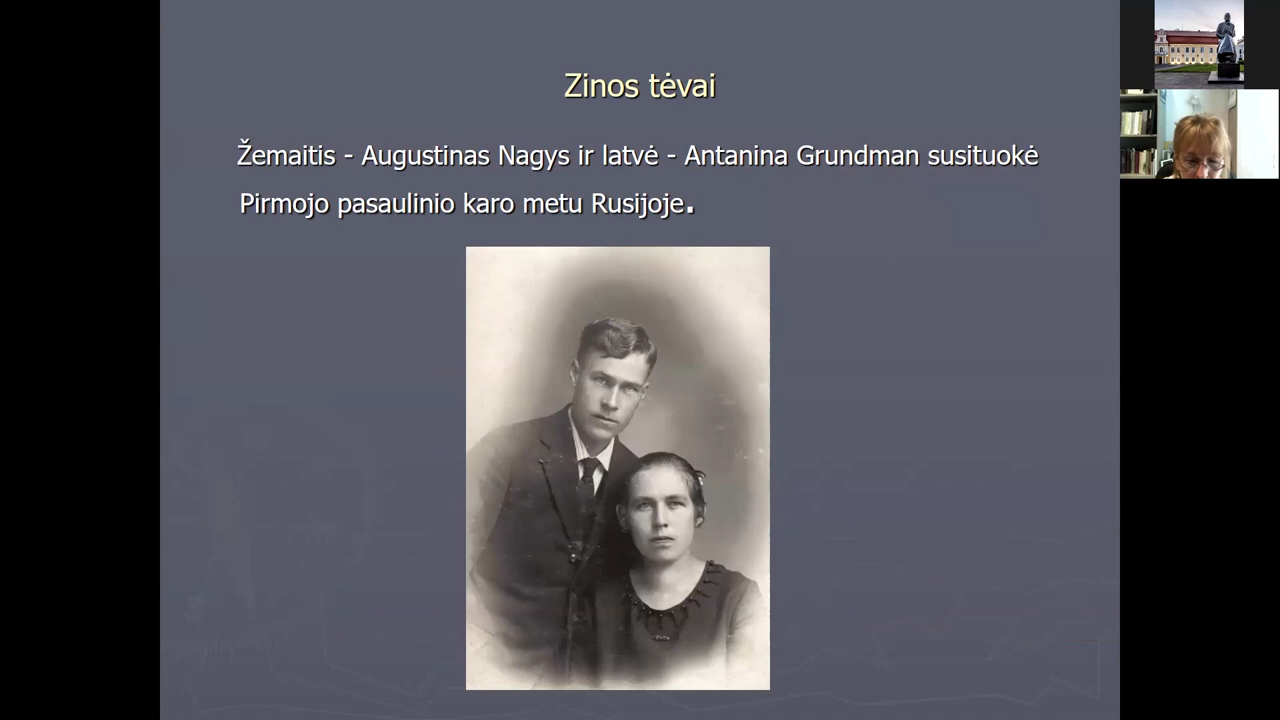 Zinos tėvai
Žemaitis - Augustinas Nagys ir latvė - Antanina Grundman susituokė
Pirmojo pasaulinio karo metu Rusijoje.